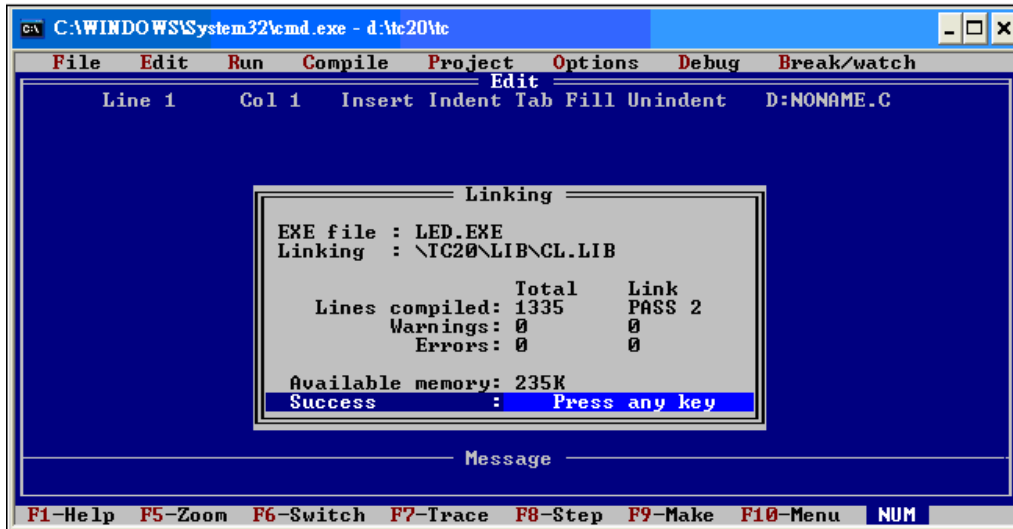 C:\WINDOWS\System32\cmd.exe - d:\tc20\tc
File Edit Run Compile Project Options Debug Break/watch
Edit
Line 1 Col 1 Insert Indent Tab Fill Unindent D:NONAME.C
Linking
EXE file : LED.EXE
Linking : \TC20\LIB\CL.LIB
Total Link
Lines compiled: 1335 PASS 2
Warnings: 0 0
Errors: 0 0
Available memory: 235K
Success : Press any key
Message
F1-Help F5-Zoom F6-Switch F7-Trace F8-Step F9-Make F10-Menu NUM